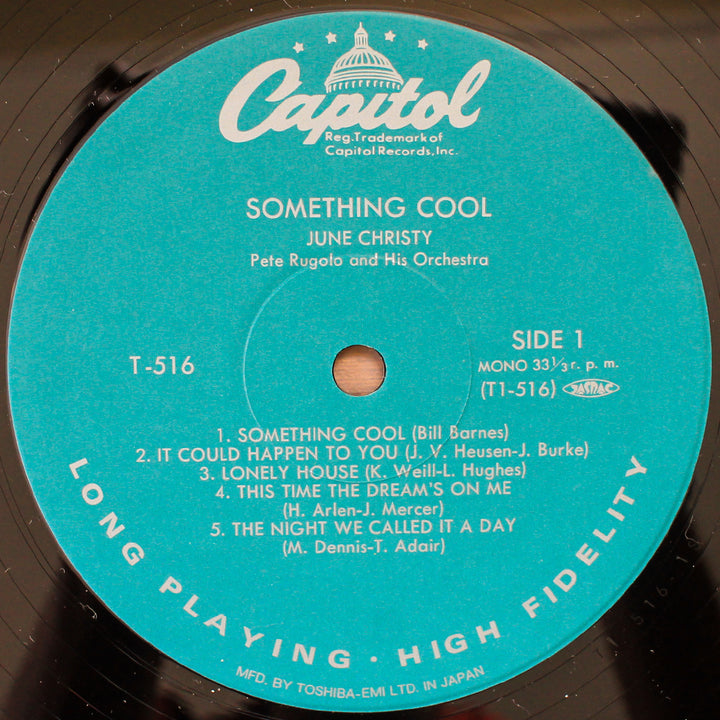 Capitol
Reg. Trademark of
Capitol Records, Inc.
SOMETHING COOL
JUNE CHRISTY
Pete Rugolo and His Orchestra
T-516
SIDE 1
MONO 33 1/3 r. p. m.
(T1-516) JASRAC
1. SOMETHING COOL (Bill Barnes)
2. IT COULD HAPPEN TO YOU (J. V. Heusen-J. Burke)
3. LONELY HOUSE (K. Weill-L. Hughes)
4. THIS TIME THE DREAM'S ON ME
(H. Arlen-J. Mercer)
5. THE NIGHT WE CALLED IT A DAY
(M. Dennis-T. Adair)
LONG PLAYING · HIGH FIDELITY
MFD. BY TOSHIBA-EMI LTD. IN JAPAN